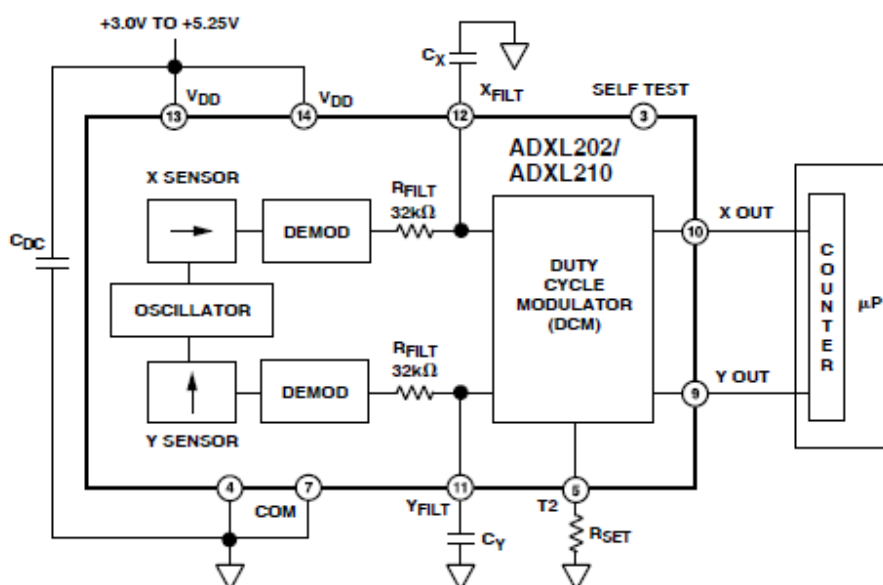 +3.0V TO +5.25V
CX
XFILT
SELF TEST
VDD
VDD
13
14
12
3
ADXL202/
ADXL210
X SENSOR
RFILT
32kΩ
DEMOD
CDC
OSCILLATOR
DUTY
CYCLE
MODULATOR
(DCM)
10
X OUT
COUNTER
µP
RFILT
32kΩ
DEMOD
Y OUT
9
Y SENSOR
4
7
11
5
COM
YFILT
T2
CY
RSET